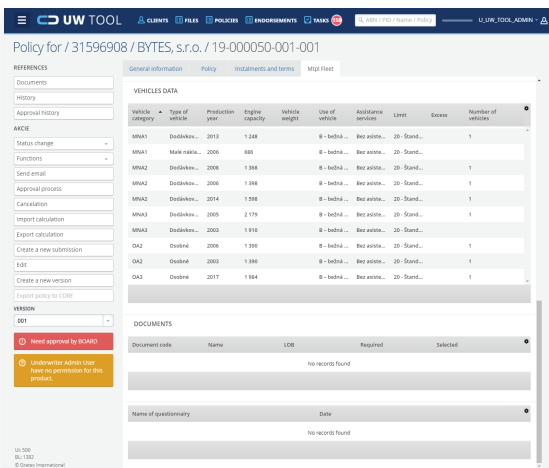 UW TOOL CLIENTS FILES POLICIES ENDORSEMENTS TASKS 158 ABN / PID / Name / Policy U_UW_TOOL_ADMIN
Policy for / 31596908 / BYTES, s.r.o. / 19-000050-001-001
REFERENCES
Documents
History
Approval history
AKCIE
Status change
Functions
Send email
Approval process
Cancelation
Import calculation
Export calculation
Create a new submission
Edit
Create a new version
Export policy to CORE
VERSION
001
Need approval by BOARD
Underwriter Admin User
have no permission for this
product.
UI: 500
BL: 1382
© Gratex International
General information Policy Instalments and terms Mtpl Fleet
VEHICLES DATA
Vehicle category Type of vehicle Production year Engine capacity Vehicle weight Use of vehicle Assistance services Limit Excess Number of vehicles
MNA1 Dodávkov... 2013 1 248 B – bežná ... Bez asiste... 20 - Štand... 1
MNA1 Malé nákla... 2006 686 B – bežná ... Bez asiste... 20 - Štand... 1
MNA2 Dodávkov... 2008 1 368 B – bežná ... Bez asiste... 20 - Štand... 1
MNA2 Dodávkov... 2006 1 398 B – bežná ... Bez asiste... 20 - Štand... 1
MNA2 Dodávkov... 2014 1 598 B – bežná ... Bez asiste... 20 - Štand... 1
MNA3 Dodávkov... 2005 2 179 B – bežná ... Bez asiste... 20 - Štand... 1
MNA3 Dodávkov... 2003 1 910 B – bežná ... Bez asiste... 20 - Štand... 1
OA2 Osobné 2006 1 390 B – bežná ... Bez asiste... 20 - Štand... 1
OA2 Osobné 2003 1 390 B – bežná ... Bez asiste... 20 - Štand... 1
OA3 Osobné 2017 1 984 B – bežná ... Bez asiste... 20 - Štand... 1
DOCUMENTS
Document code Name LOB Required Selected
No records found
Name of questionnairy Date
No records found